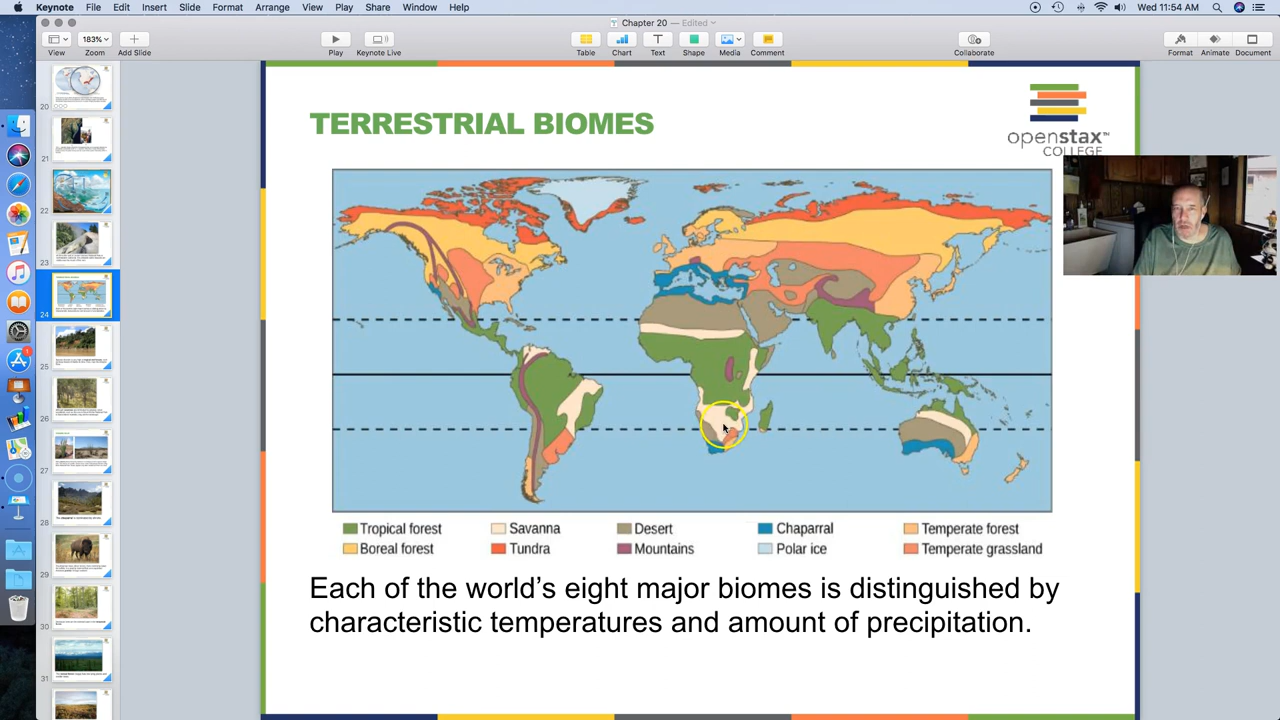 Keynote File Edit Insert Slide Format Arrange View Play Share Window Help
Wed 11:54 AM
Chapter 20 — Edited
183%
View Zoom Add Slide Play Keynote Live Table Chart Text Shape Media Comment Collaborate Format Animate Document
20
21
22
23
24
25
26
27
28
29
30
31
1
TERRESTRIAL BIOMES
openstax™
COLLEGE
Tropical forest Savanna Desert Chaparral Temperate forest
Boreal forest Tundra Mountains Polar ice Temperate grassland
Each of the world's eight major biomes is distinguished by
characteristic temperatures and amount of precipitation.